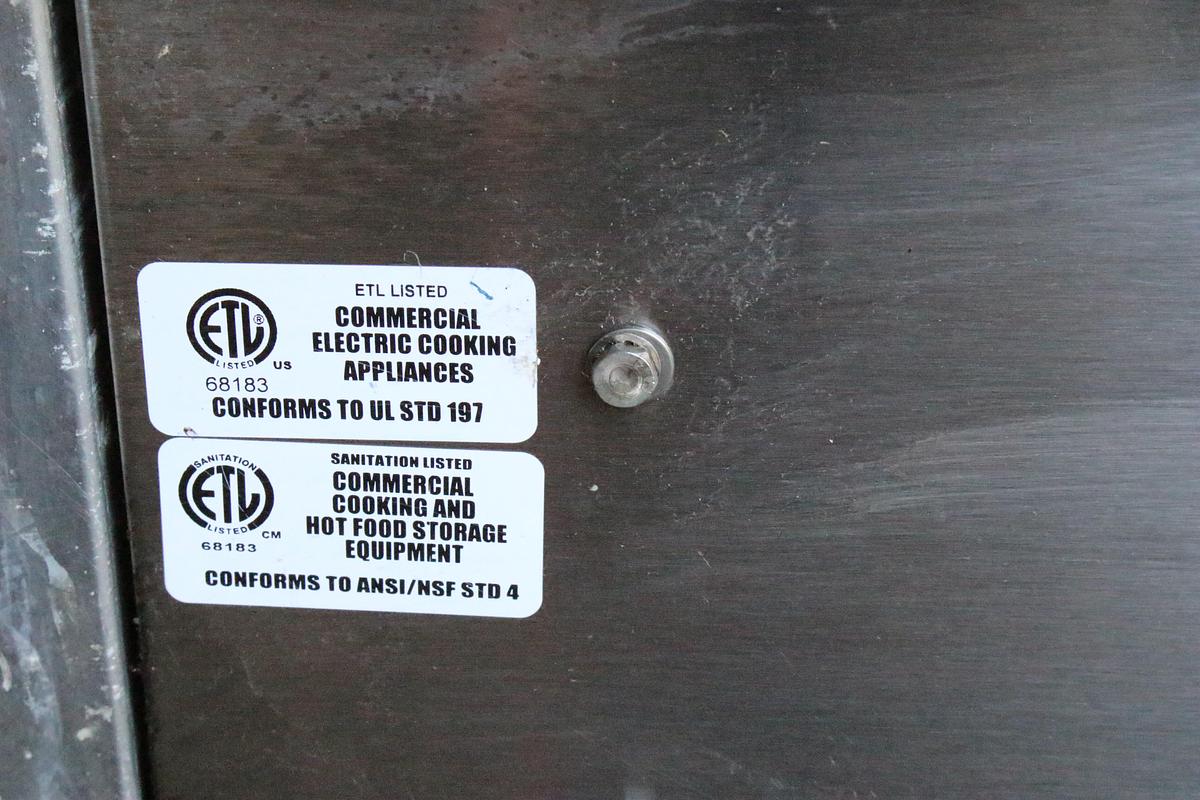 ETL®
LISTED
US
68183
ETL LISTED
COMMERCIAL
ELECTRIC COOKING
APPLIANCES
CONFORMS TO UL STD 197
SANITATION
ETL
LISTED
CM
68183
SANITATION LISTED
COMMERCIAL
COOKING AND
HOT FOOD STORAGE
EQUIPMENT
CONFORMS TO ANSI/NSF STD 4